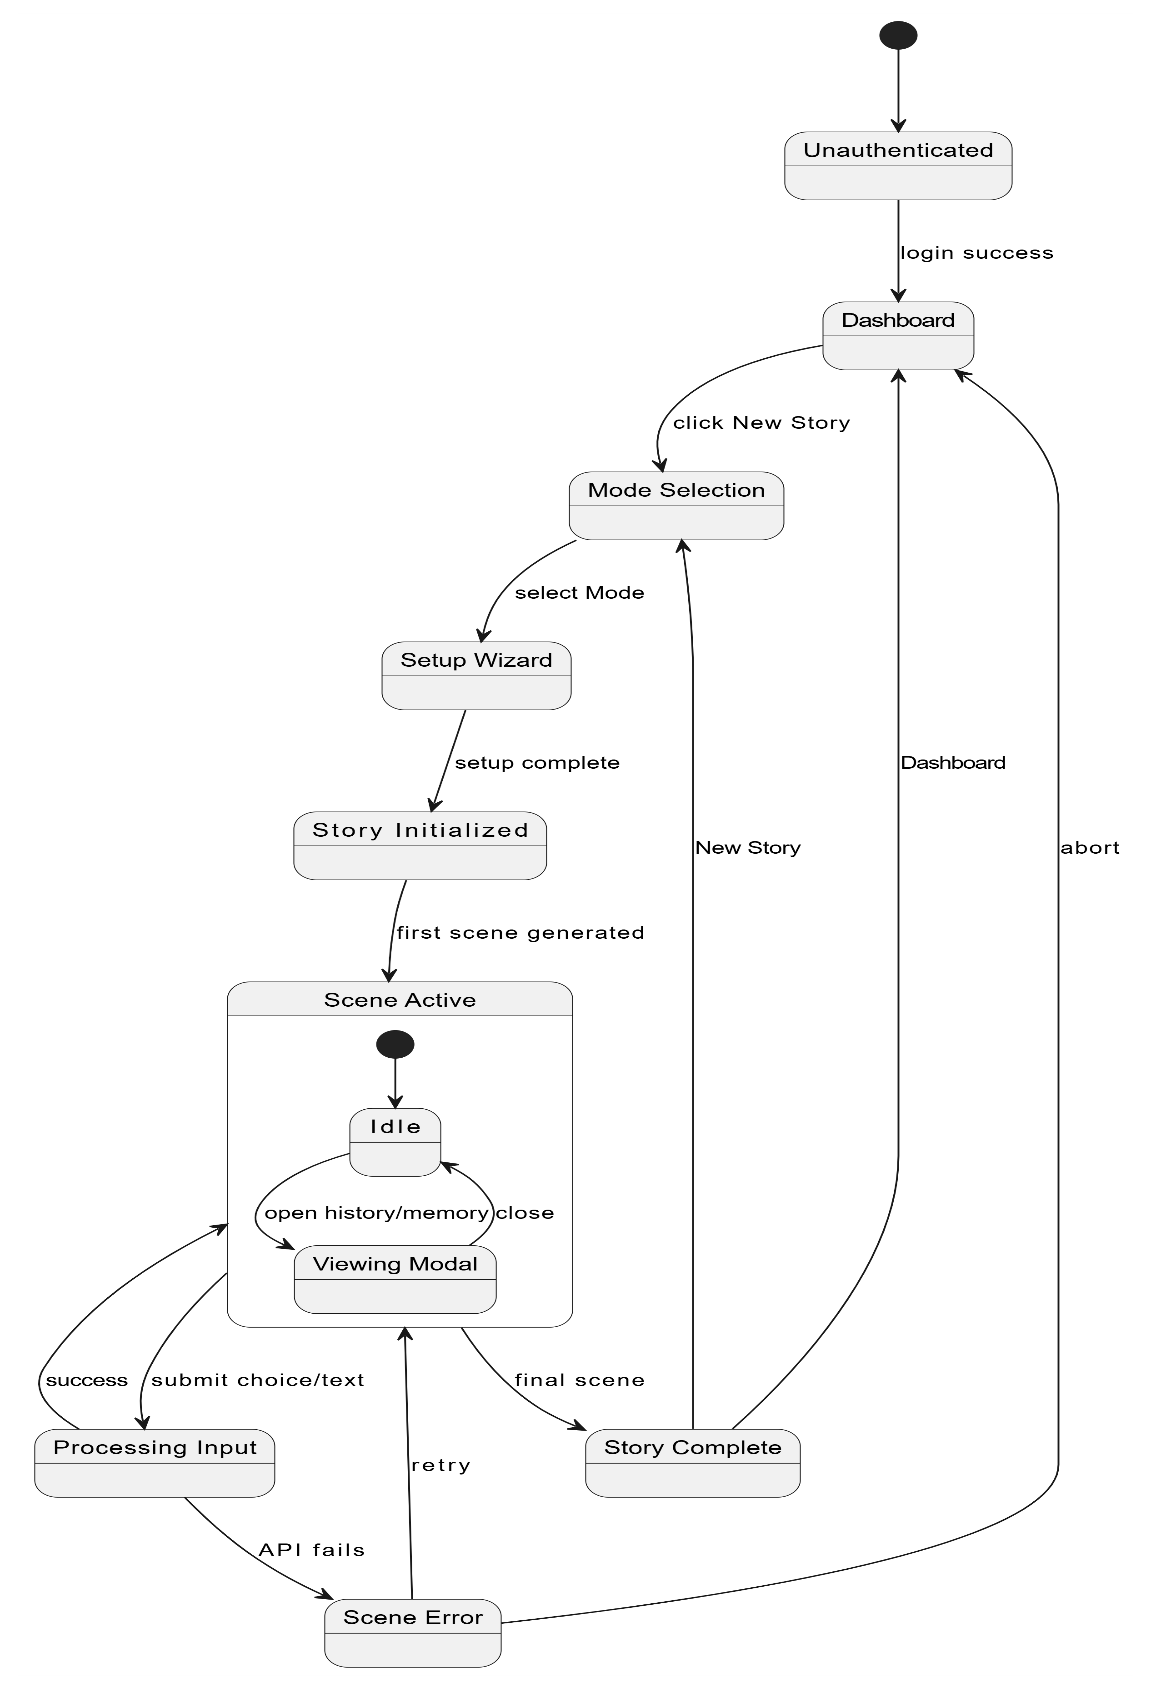 Unauthenticated
login success
Dashboard
click New Story
Mode Selection
select Mode
Setup Wizard
setup complete
Dashboard
Story Initialized
New Story
abort
first scene generated
Scene Active
Idle
open history/memory
close
Viewing Modal
success
submit choice/text
final scene
Processing Input
Story Complete
retry
API fails
Scene Error